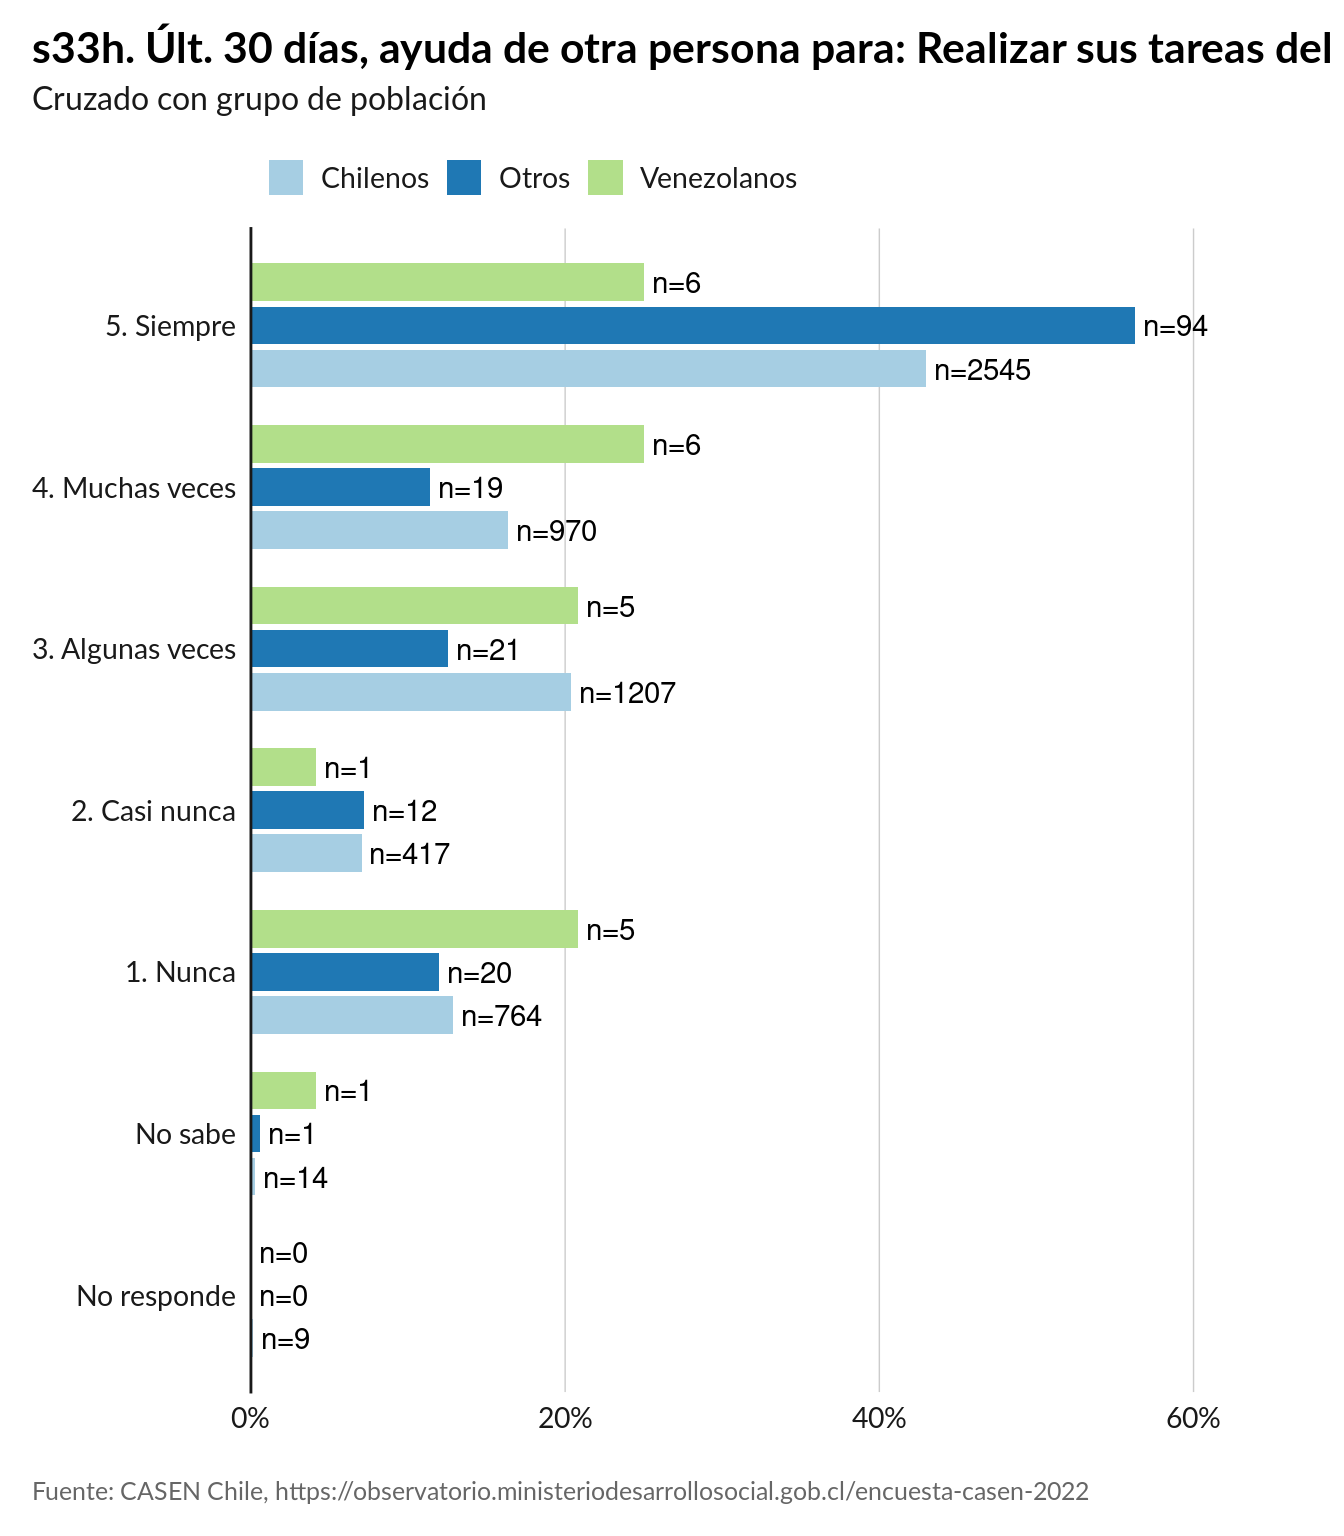 s33h. Últ. 30 días, ayuda de otra persona para: Realizar sus tareas del
Cruzado con grupo de población
Chilenos Otros Venezolanos
n=6
5. Siempre n=94
n=2545
n=6
4. Muchas veces n=19
n=970
n=5
3. Algunas veces n=21
n=1207
n=1
2. Casi nunca n=12
n=417
n=5
1. Nunca n=20
n=764
n=1
No sabe n=1
n=14
n=0
No responde n=0
n=9
0% 20% 40% 60%
Fuente: CASEN Chile, https://observatorio.ministeriodesarrollosocial.gob.cl/encuesta-casen-2022